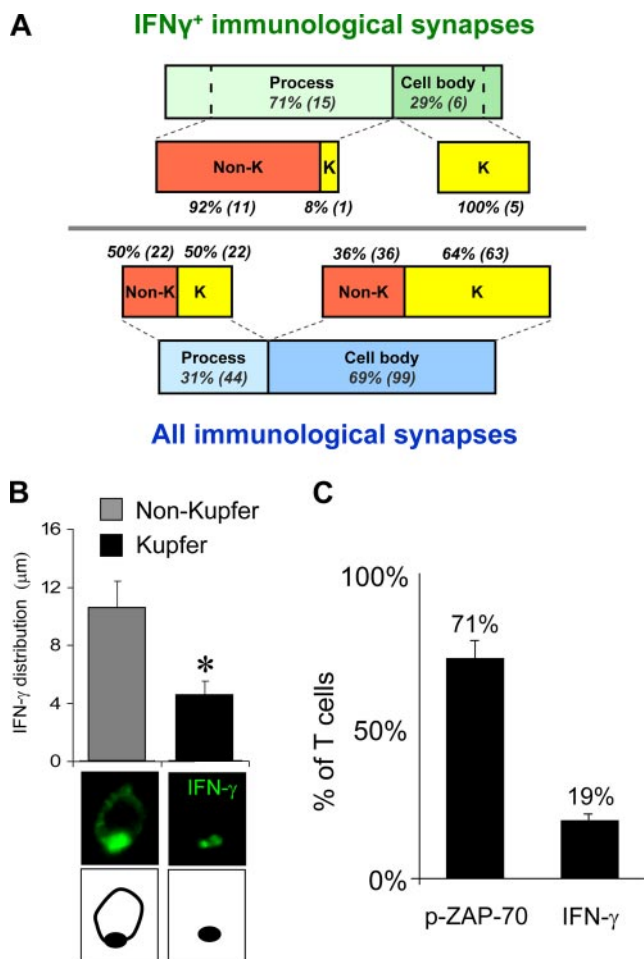 A
IFNγ⁺ immunological synapses
Process Cell body
71% (15) 29% (6)
Non-K K K
92% (11) 8% (1) 100% (5)
50% (22) 50% (22) 36% (36) 64% (63)
Non-K K Non-K K
Process Cell body
31% (44) 69% (99)
All immunological synapses
B
Non-Kupfer
Kupfer
IFN-γ distribution (μm)
16
12
8
4
0
*
IFN-γ
C
% of T cells
100%
50%
0%
71%
19%
p-ZAP-70 IFN-γ